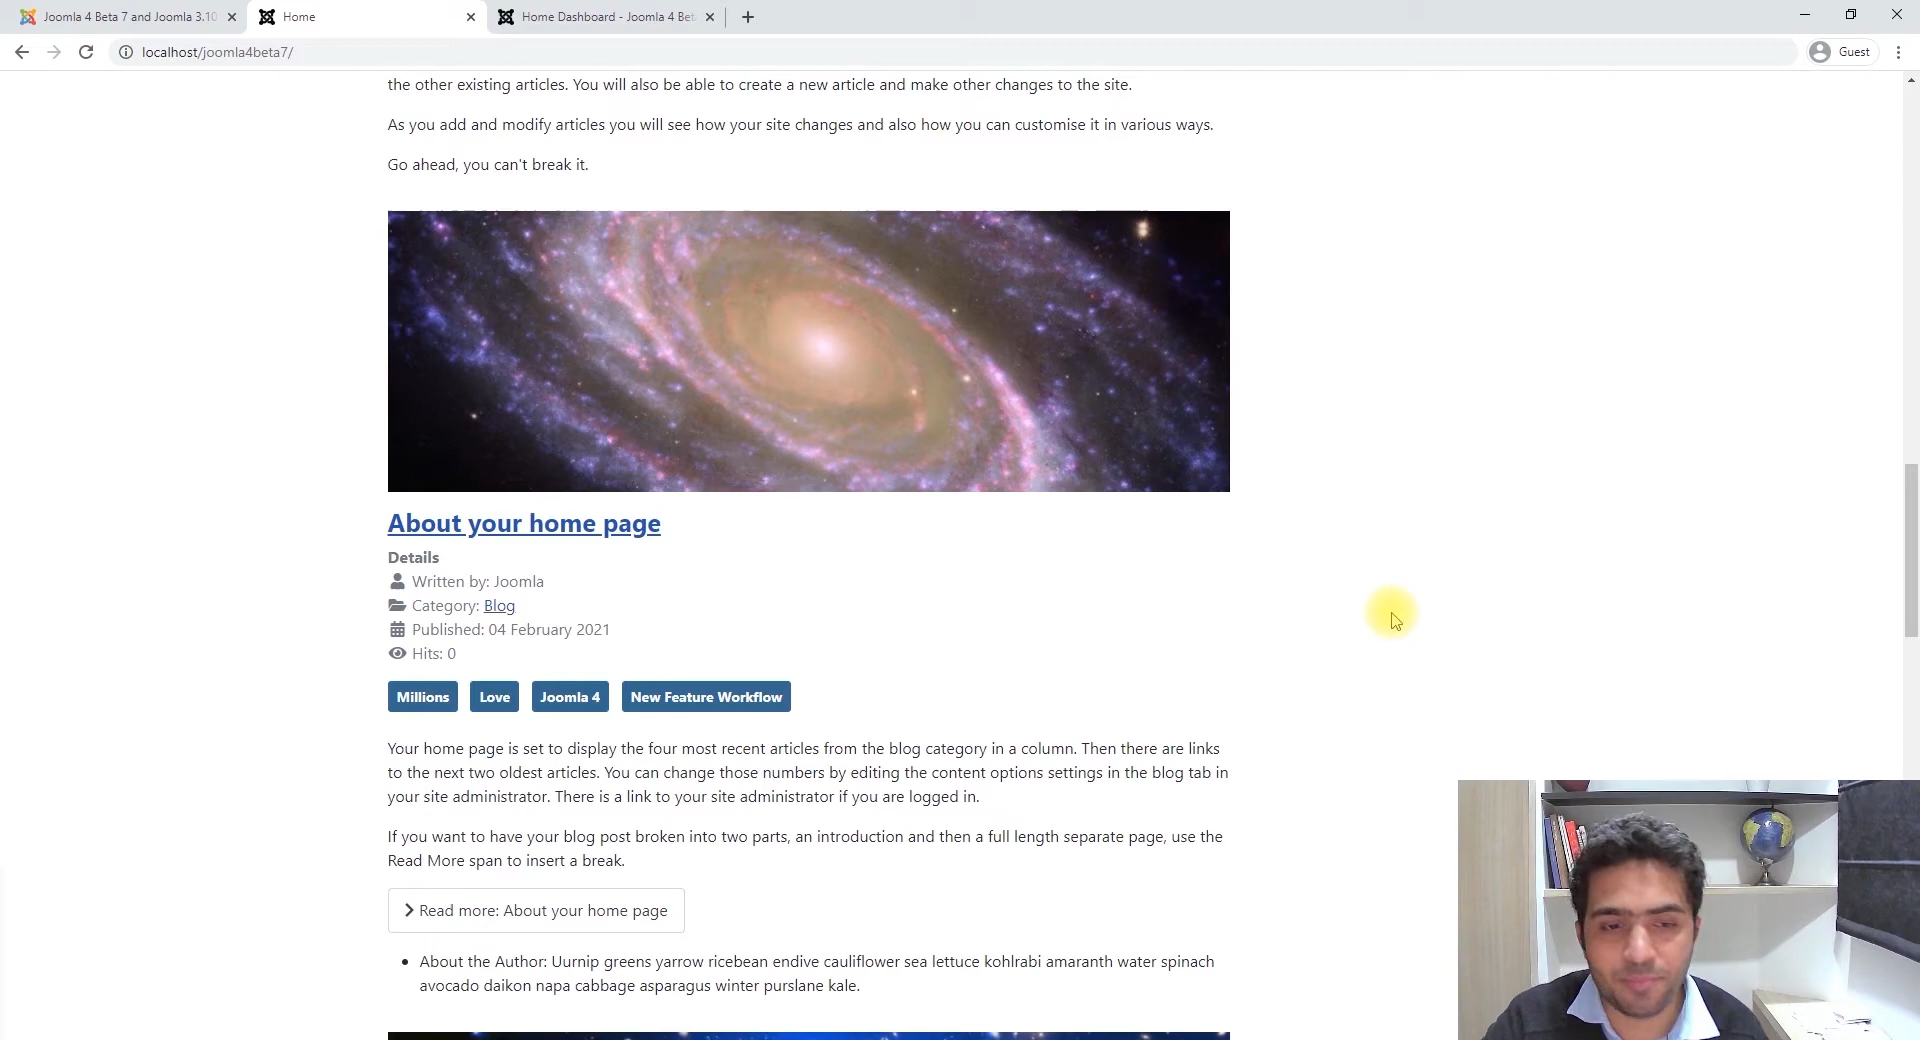 Joomla 4 Beta 7 and Joomla 3.10
Home
Home Dashboard - Joomla 4 Bet
localhost/joomla4beta7/
Guest
the other existing articles. You will also be able to create a new article and make other changes to the site.
As you add and modify articles you will see how your site changes and also how you can customise it in various ways.
Go ahead, you can't break it.
About your home page
Details
Written by: Joomla
Category: Blog
Published: 04 February 2021
Hits: 0
Millions
Love
Joomla 4
New Feature Workflow
Your home page is set to display the four most recent articles from the blog category in a column. Then there are links
to the next two oldest articles. You can change those numbers by editing the content options settings in the blog tab in
your site administrator. There is a link to your site administrator if you are logged in.
If you want to have your blog post broken into two parts, an introduction and then a full length separate page, use the
Read More span to insert a break.
Read more: About your home page
• About the Author: Uurnip greens yarrow ricebean endive cauliflower sea lettuce kohlrabi amaranth water spinach
avocado daikon napa cabbage asparagus winter purslane kale.